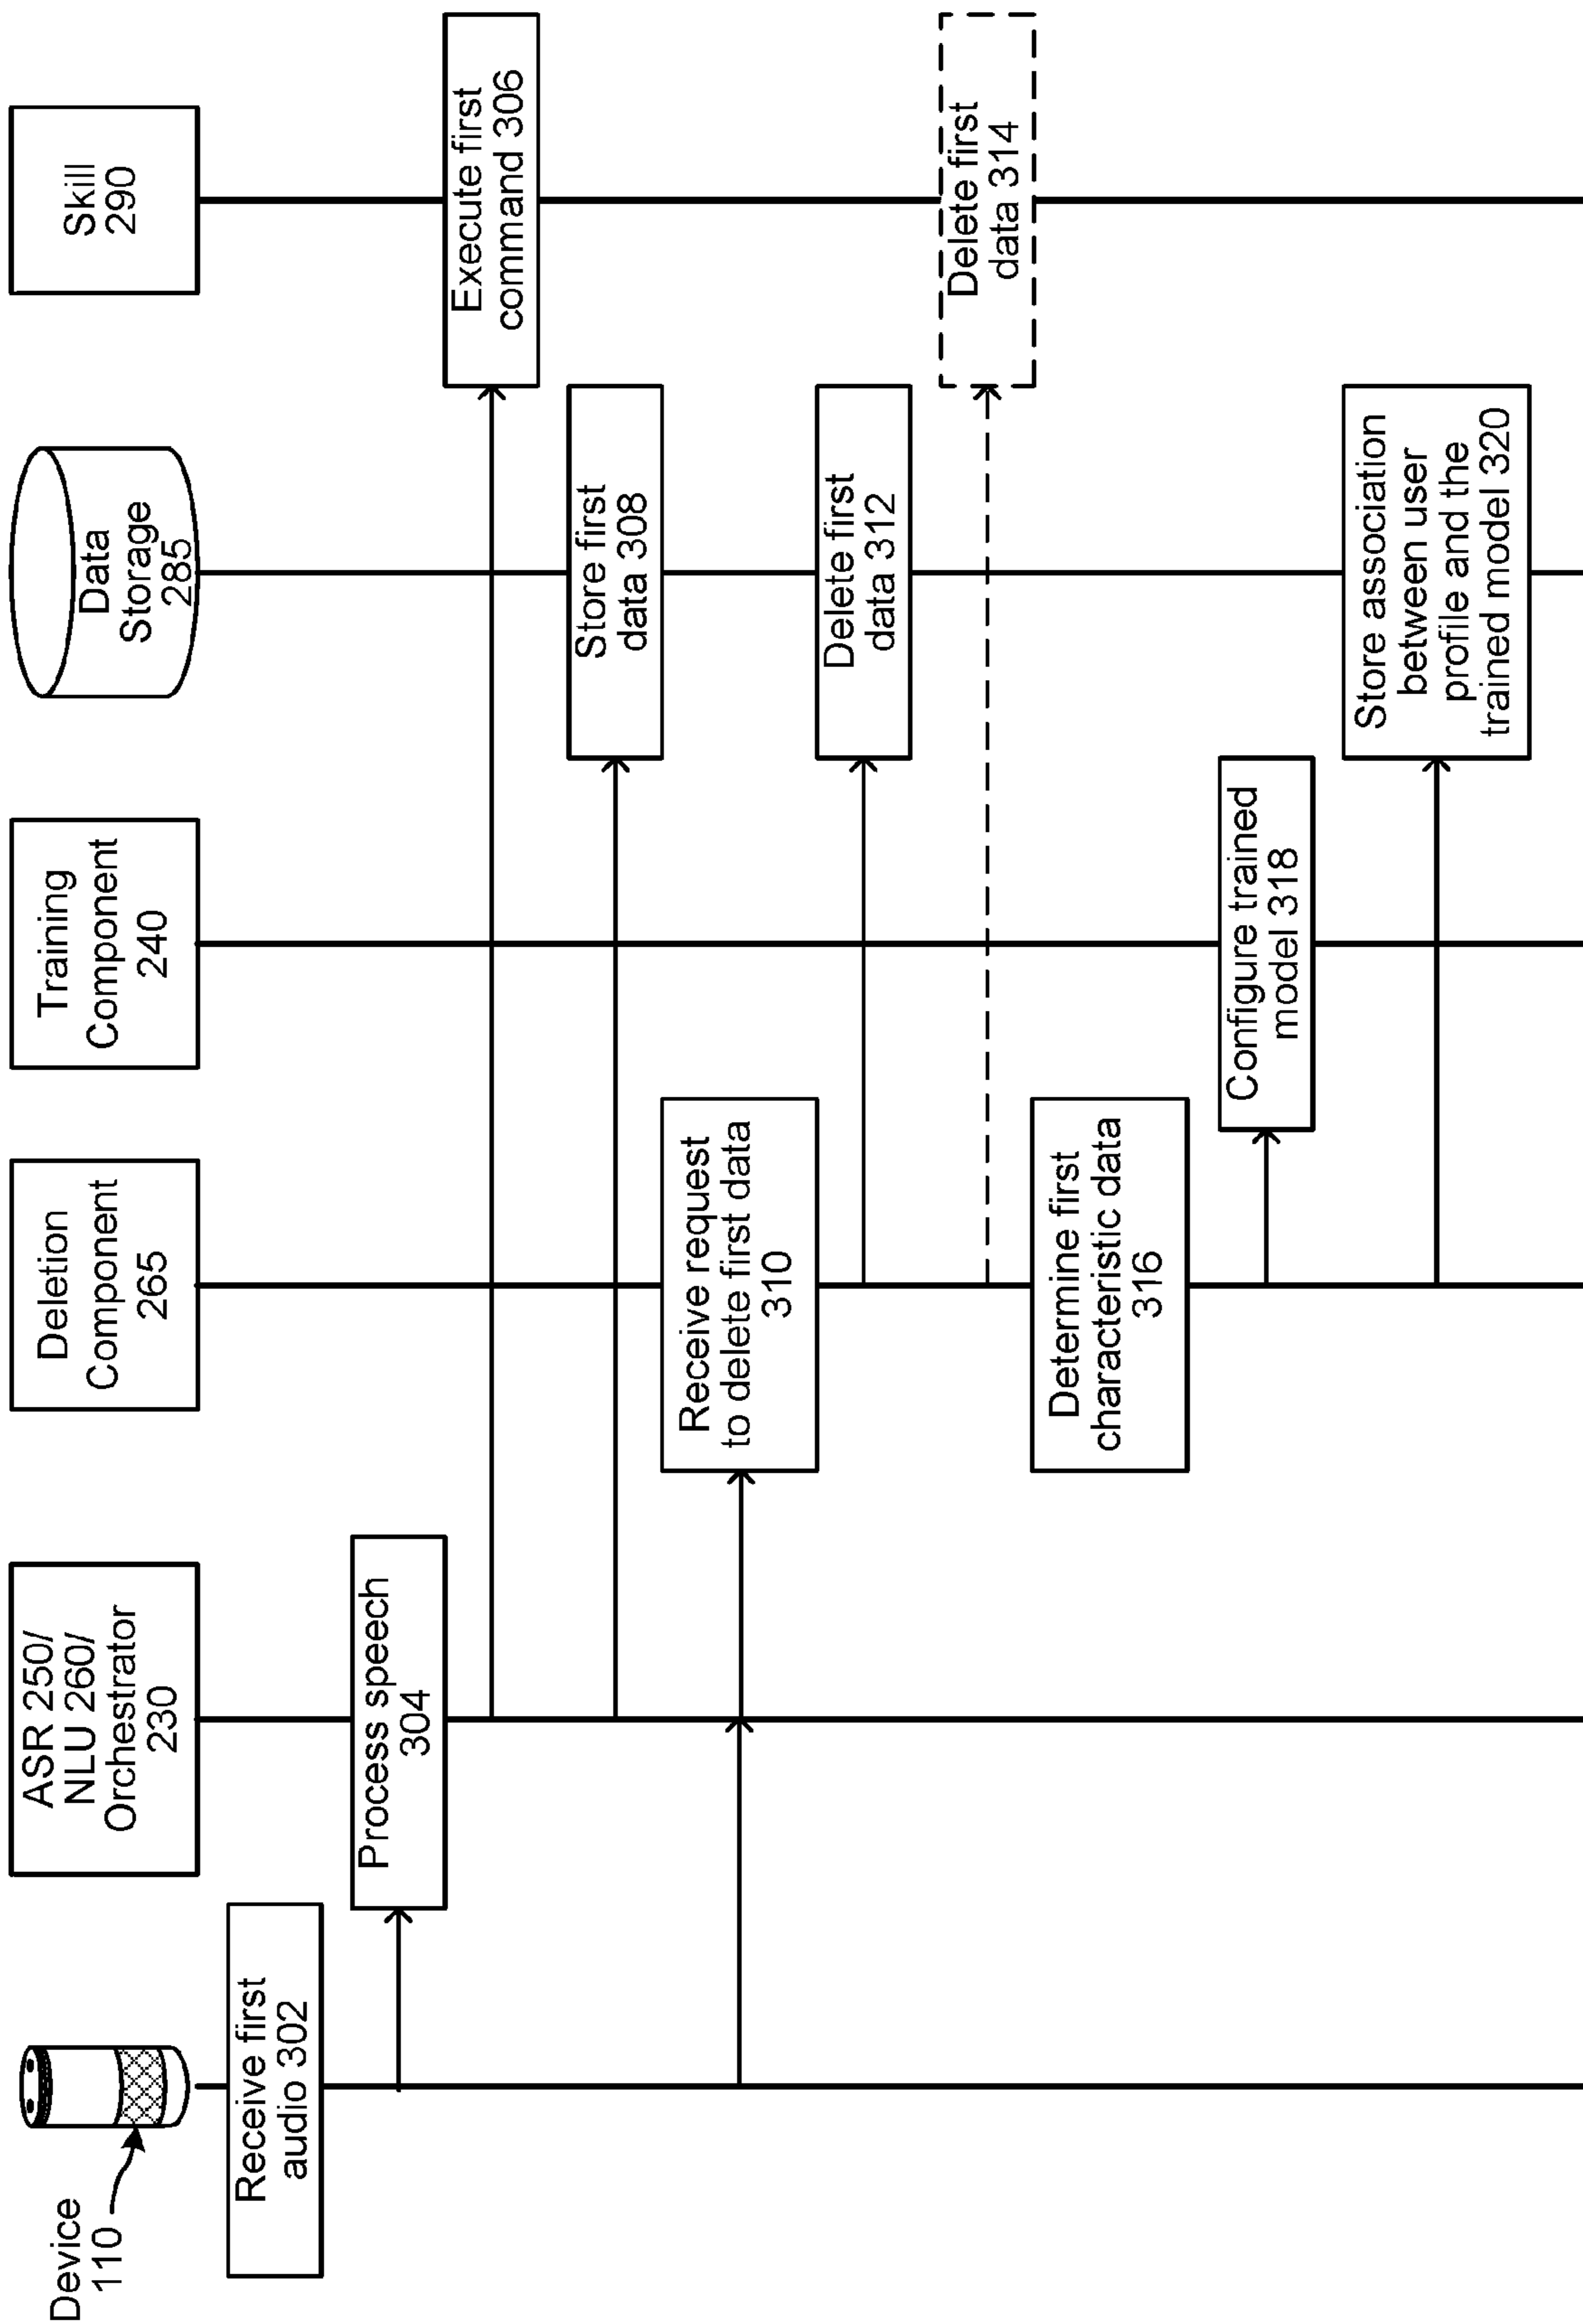 Device
110
ASR 250/
NLU 260/
Orchestrator
230
Deletion
Component
265
Training
Component
240
Data
Storage
285
Skill
290
Receive first
audio 302
Process speech
304
Execute first
command 306
Store first
data 308
Receive request
to delete first data
310
Delete first
data 312
Delete first
data 314
Determine first
characteristic data
316
Configure trained
model 318
Store association
between user
profile and the
trained model 320